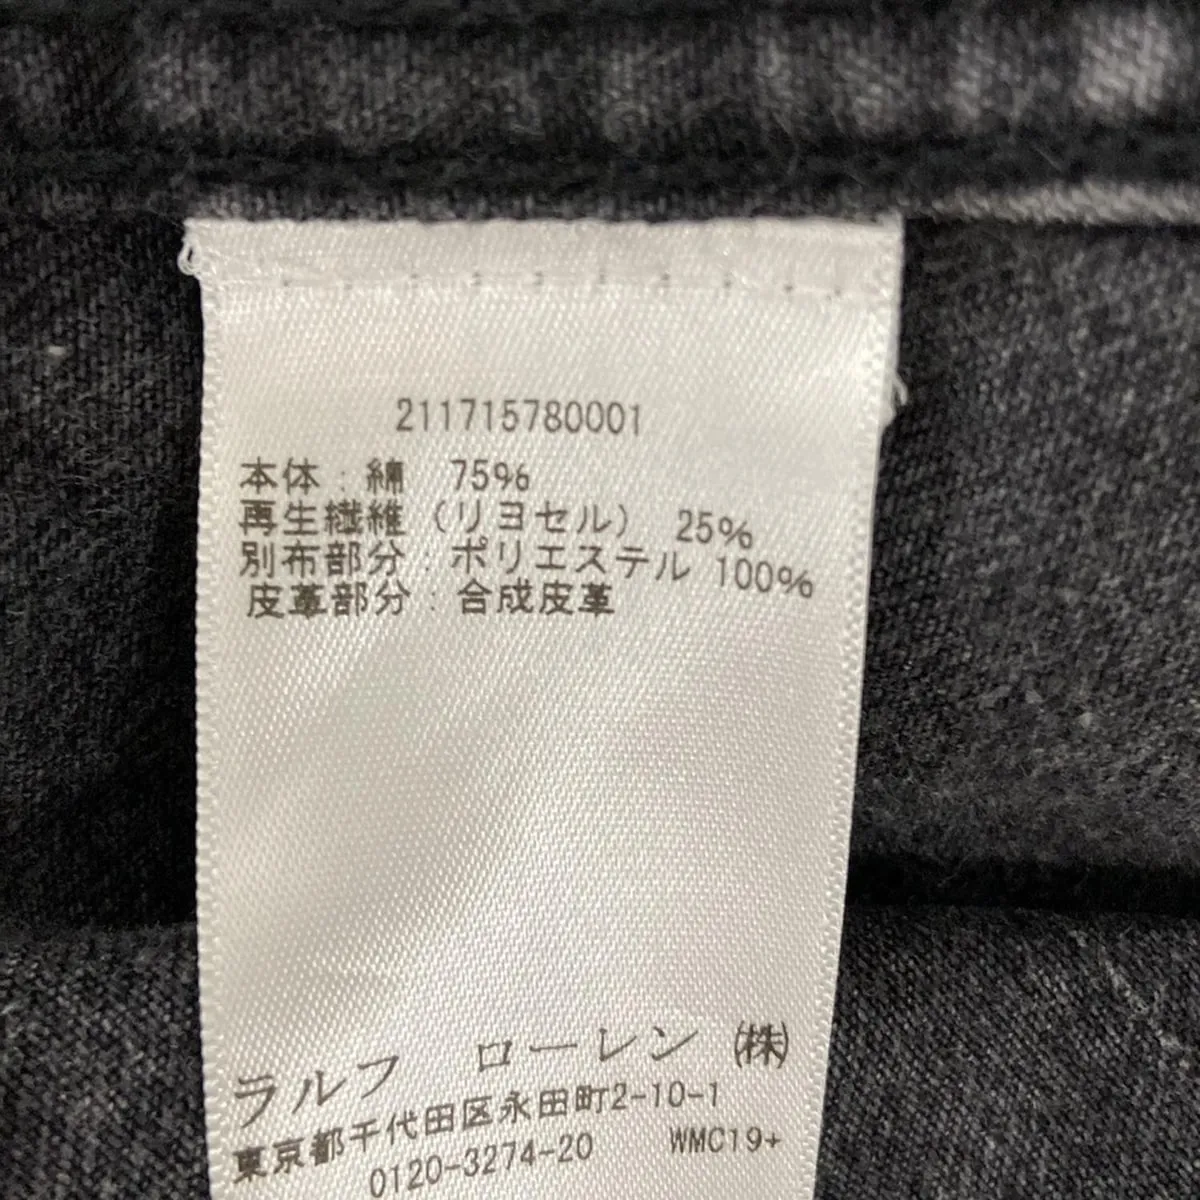 211715780001
本体：綿　75%
再生繊維（リヨセル）　25%
別布部分：ポリエステル 100%
皮革部分：合成皮革
ラルフ　ローレン ㈱
東京都千代田区永田町2-10-1
0120-3274-20　WMC19+